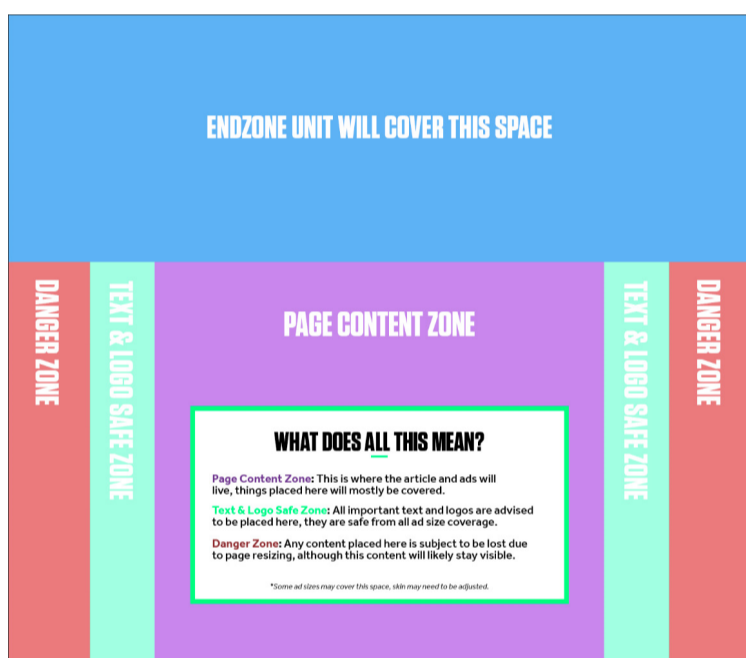 ENDZONE UNIT WILL COVER THIS SPACE
DANGER ZONE
TEXT & LOGO SAFE ZONE
PAGE CONTENT ZONE
TEXT & LOGO SAFE ZONE
DANGER ZONE
WHAT DOES ALL THIS MEAN?
Page Content Zone: This is where the article and ads will
live, things placed here will mostly be covered.
Text & Logo Safe Zone: All important text and logos are advised
to be placed here, they are safe from all ad size coverage.
Danger Zone: Any content placed here is subject to be lost due
to page resizing, although this content will likely stay visible.
*Some ad sizes may cover this space, skin may need to be adjusted.